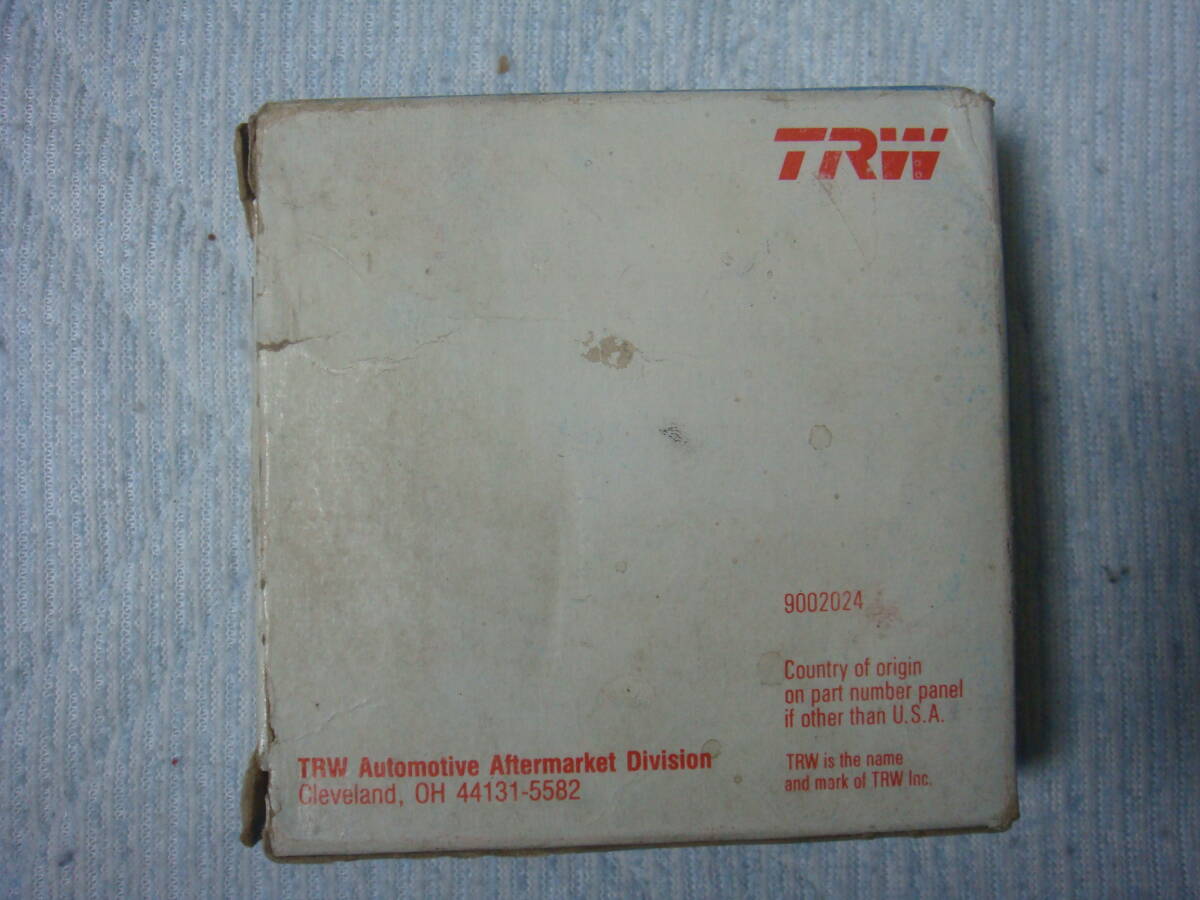 TRW
9002024
Country of origin
on part number panel
if other than U.S.A.
TRW Automotive Aftermarket Division
Cleveland, OH 44131-5582
TRW is the name
and mark of TRW Inc.